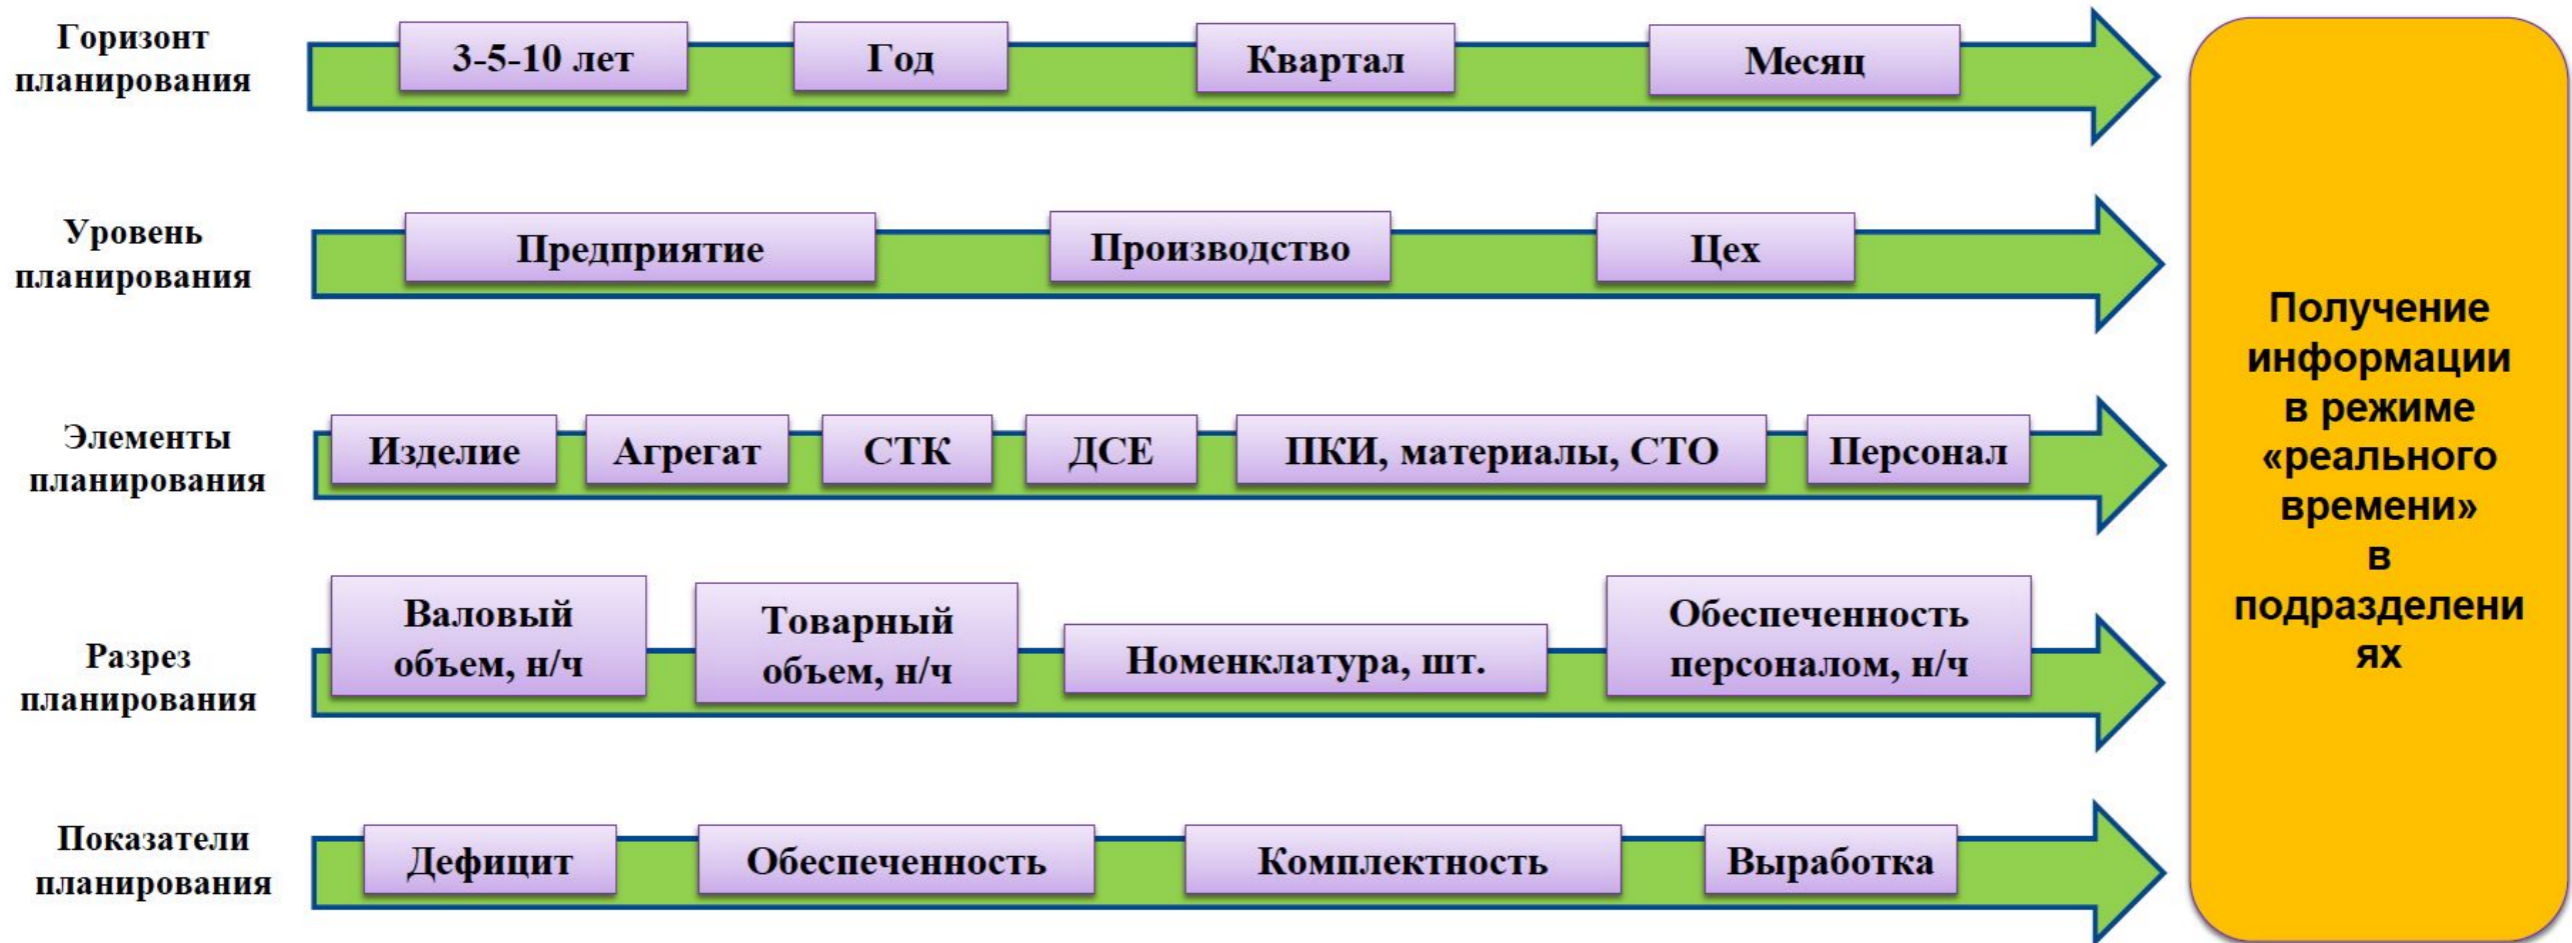 Горизонт
планирования
3-5-10 лет
Год
Квартал
Месяц
Уровень
планирования
Предприятие
Производство
Цех
Элементы
планирования
Изделие
Агрегат
СТК
ДСЕ
ПКИ, материалы, СТО
Персонал
Разрез
планирования
Валовый
объем, н/ч
Товарный
объем, н/ч
Номенклатура, шт.
Обеспеченность
персоналом, н/ч
Показатели
планирования
Дефицит
Обеспеченность
Комплектность
Выработка
Получение
информации
в режиме
«реального
времени»
в
подразделени
ях